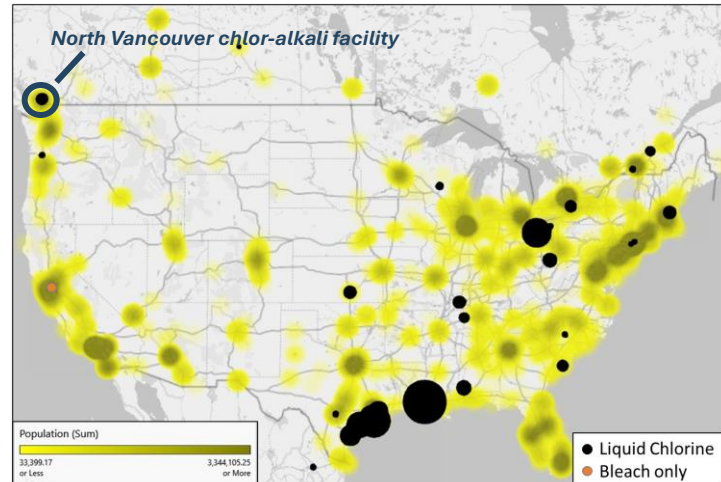 North Vancouver chlor-alkali facility
Population (Sum)
33,399.17
or Less
3,344,105.25
or More
Liquid Chlorine
Bleach only